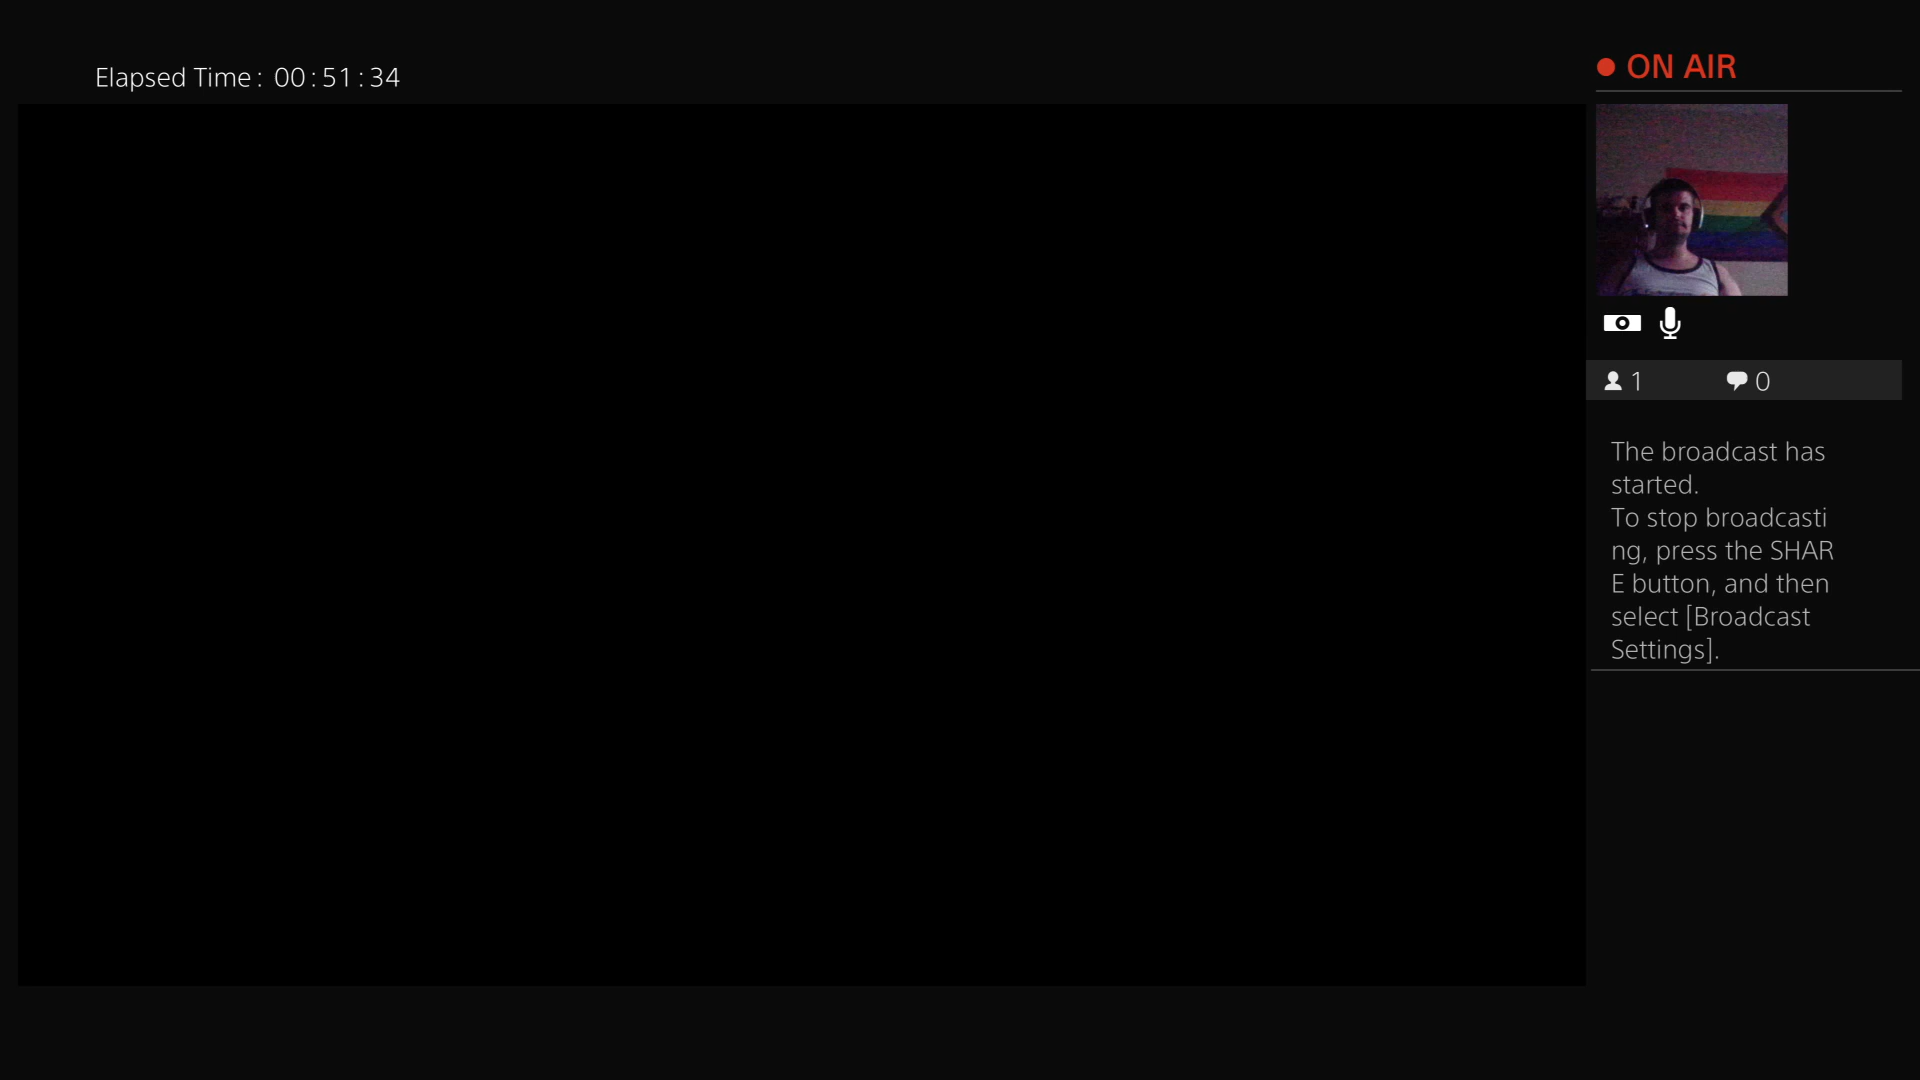 Elapsed Time: 00:51:34
ON AIR
1 0
The broadcast has
started.
To stop broadcasti
ng, press the SHAR
E button, and then
select [Broadcast
Settings].